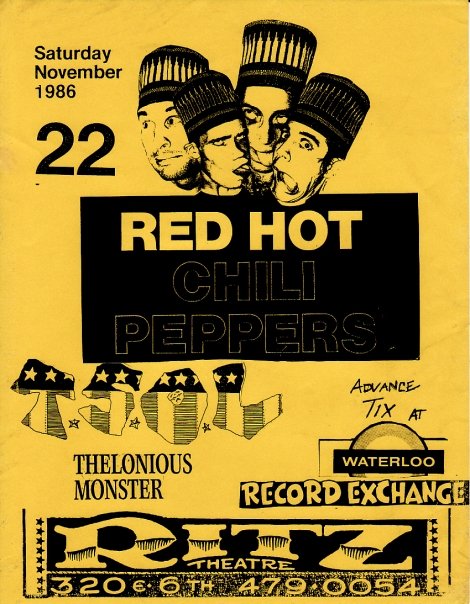 Saturday
November
1986
22
RED HOT
CHILI
PEPPERS
T.S.O.L
THELONIOUS
MONSTER
ADVANCE
TIX AT
WATERLOO
RECORD EXCHANGE
RITZ
THEATRE
320 E 6TH 479.0054